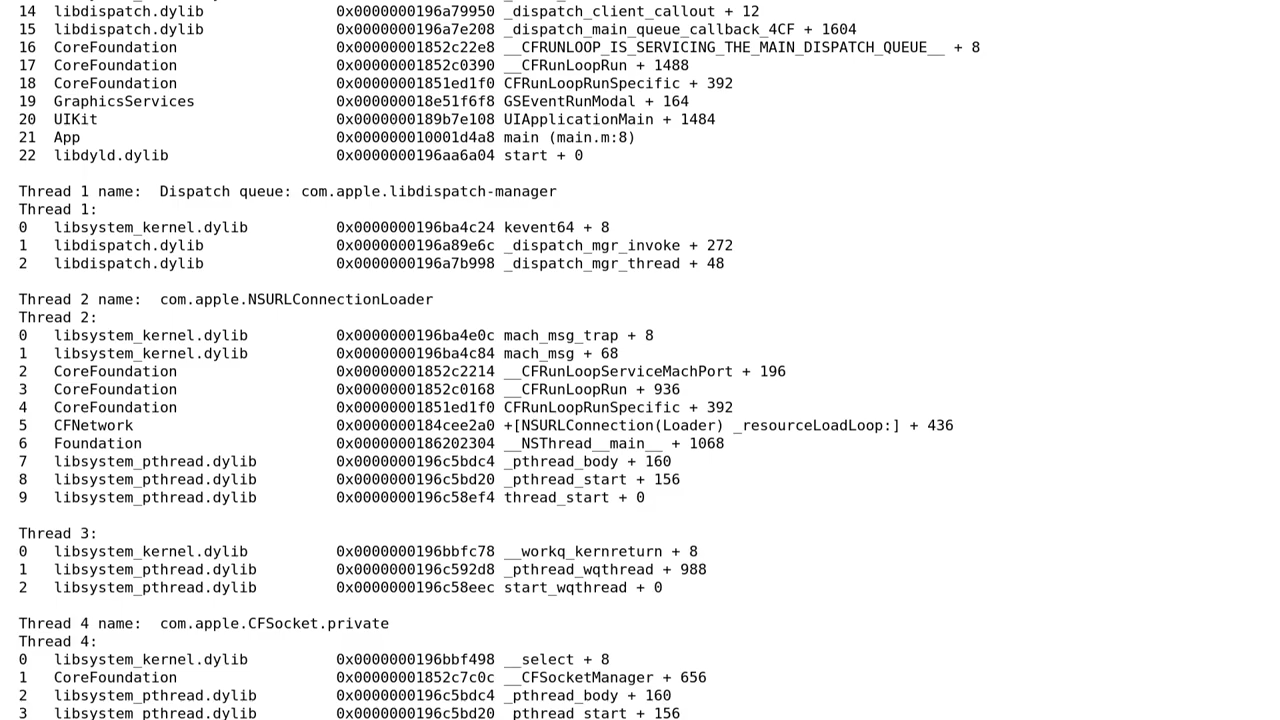 14 libdispatch.dylib 0x0000000196a79950 _dispatch_client_callout + 12
15 libdispatch.dylib 0x0000000196a7e208 _dispatch_main_queue_callback_4CF + 1604
16 CoreFoundation 0x00000001852c22e8 __CFRUNLOOP_IS_SERVICING_THE_MAIN_DISPATCH_QUEUE__ + 8
17 CoreFoundation 0x00000001852c0390 __CFRunLoopRun + 1488
18 CoreFoundation 0x00000001851ed1f0 CFRunLoopRunSpecific + 392
19 GraphicsServices 0x000000018e51f6f8 GSEventRunModal + 164
20 UIKit 0x0000000189b7e108 UIApplicationMain + 1484
21 App 0x000000010001d4a8 main (main.m:8)
22 libdyld.dylib 0x0000000196aa6a04 start + 0
Thread 1 name: Dispatch queue: com.apple.libdispatch-manager
Thread 1:
0 libsystem_kernel.dylib 0x0000000196ba4c24 kevent64 + 8
1 libdispatch.dylib 0x0000000196a89e6c _dispatch_mgr_invoke + 272
2 libdispatch.dylib 0x0000000196a7b998 _dispatch_mgr_thread + 48
Thread 2 name: com.apple.NSURLConnectionLoader
Thread 2:
0 libsystem_kernel.dylib 0x0000000196ba4e0c mach_msg_trap + 8
1 libsystem_kernel.dylib 0x0000000196ba4c84 mach_msg + 68
2 CoreFoundation 0x00000001852c2214 __CFRunLoopServiceMachPort + 196
3 CoreFoundation 0x00000001852c0168 __CFRunLoopRun + 936
4 CoreFoundation 0x00000001851ed1f0 CFRunLoopRunSpecific + 392
5 CFNetwork 0x0000000184cee2a0 +[NSURLConnection(Loader) _resourceLoadLoop:] + 436
6 Foundation 0x0000000186202304 __NSThread__main__ + 1068
7 libsystem_pthread.dylib 0x0000000196c5bdc4 _pthread_body + 160
8 libsystem_pthread.dylib 0x0000000196c5bd20 _pthread_start + 156
9 libsystem_pthread.dylib 0x0000000196c58ef4 thread_start + 0
Thread 3:
0 libsystem_kernel.dylib 0x0000000196bbfc78 __workq_kernreturn + 8
1 libsystem_pthread.dylib 0x0000000196c592d8 _pthread_wqthread + 988
2 libsystem_pthread.dylib 0x0000000196c58eec start_wqthread + 0
Thread 4 name: com.apple.CFSocket.private
Thread 4:
0 libsystem_kernel.dylib 0x0000000196bbf498 __select + 8
1 CoreFoundation 0x00000001852c7c0c __CFSocketManager + 656
2 libsystem_pthread.dylib 0x0000000196c5bdc4 _pthread_body + 160
3 libsystem_pthread.dylib 0x0000000196c5bd20 _pthread_start + 156